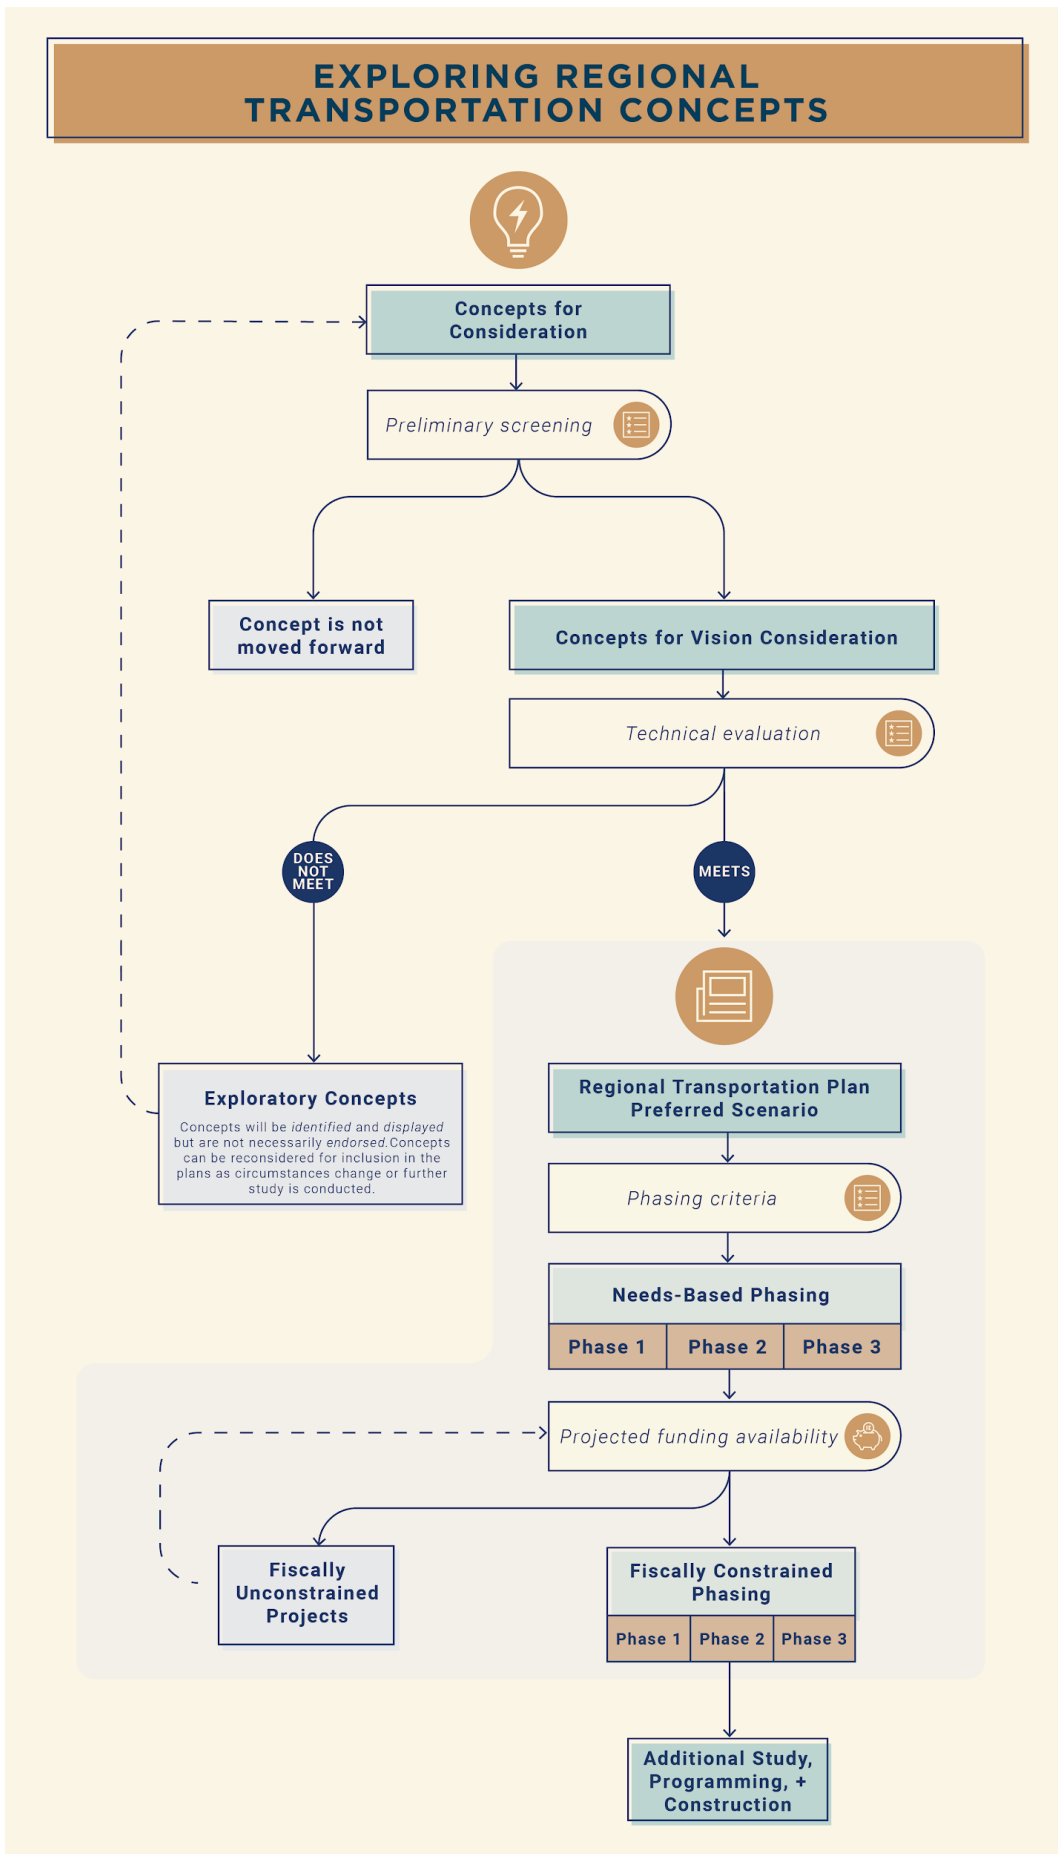 EXPLORING REGIONAL
TRANSPORTATION CONCEPTS
Concepts for
Consideration
Preliminary screening
Concept is not
moved forward
Concepts for Vision Consideration
Technical evaluation
DOES
NOT
MEET
MEETS
Exploratory Concepts
Concepts will be identified and displayed
but are not necessarily endorsed.Concepts
can be reconsidered for inclusion in the
plans as circumstances change or further
study is conducted.
Regional Transportation Plan
Preferred Scenario
Phasing criteria
Needs-Based Phasing
Phase 1 Phase 2 Phase 3
Projected funding availability
Fiscally
Unconstrained
Projects
Fiscally Constrained
Phasing
Phase 1 Phase 2 Phase 3
Additional Study,
Programming, +
Construction